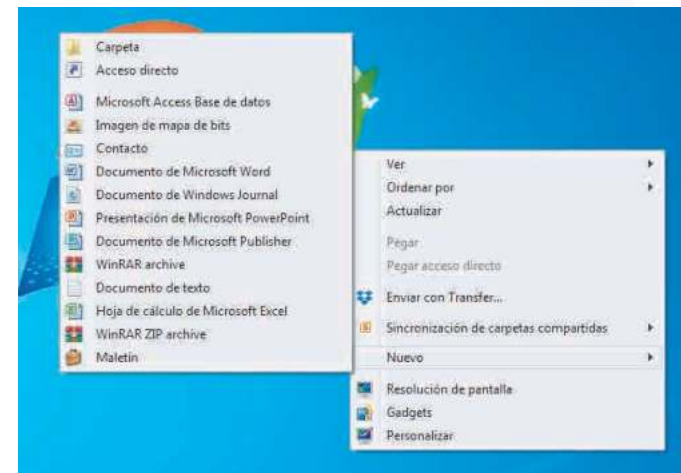 Carpeta
Acceso directo
Microsoft Access Base de datos
Imagen de mapa de bits
Contacto
Documento de Microsoft Word
Documento de Windows Journal
Presentación de Microsoft PowerPoint
Documento de Microsoft Publisher
WinRAR archive
Documento de texto
Hoja de cálculo de Microsoft Excel
WinRAR ZIP archive
Maletín
Ver
Ordenar por
Actualizar
Pegar
Pegar acceso directo
Enviar con Transfer...
Sincronización de carpetas compartidas
Nuevo
Resolución de pantalla
Gadgets
Personalizar